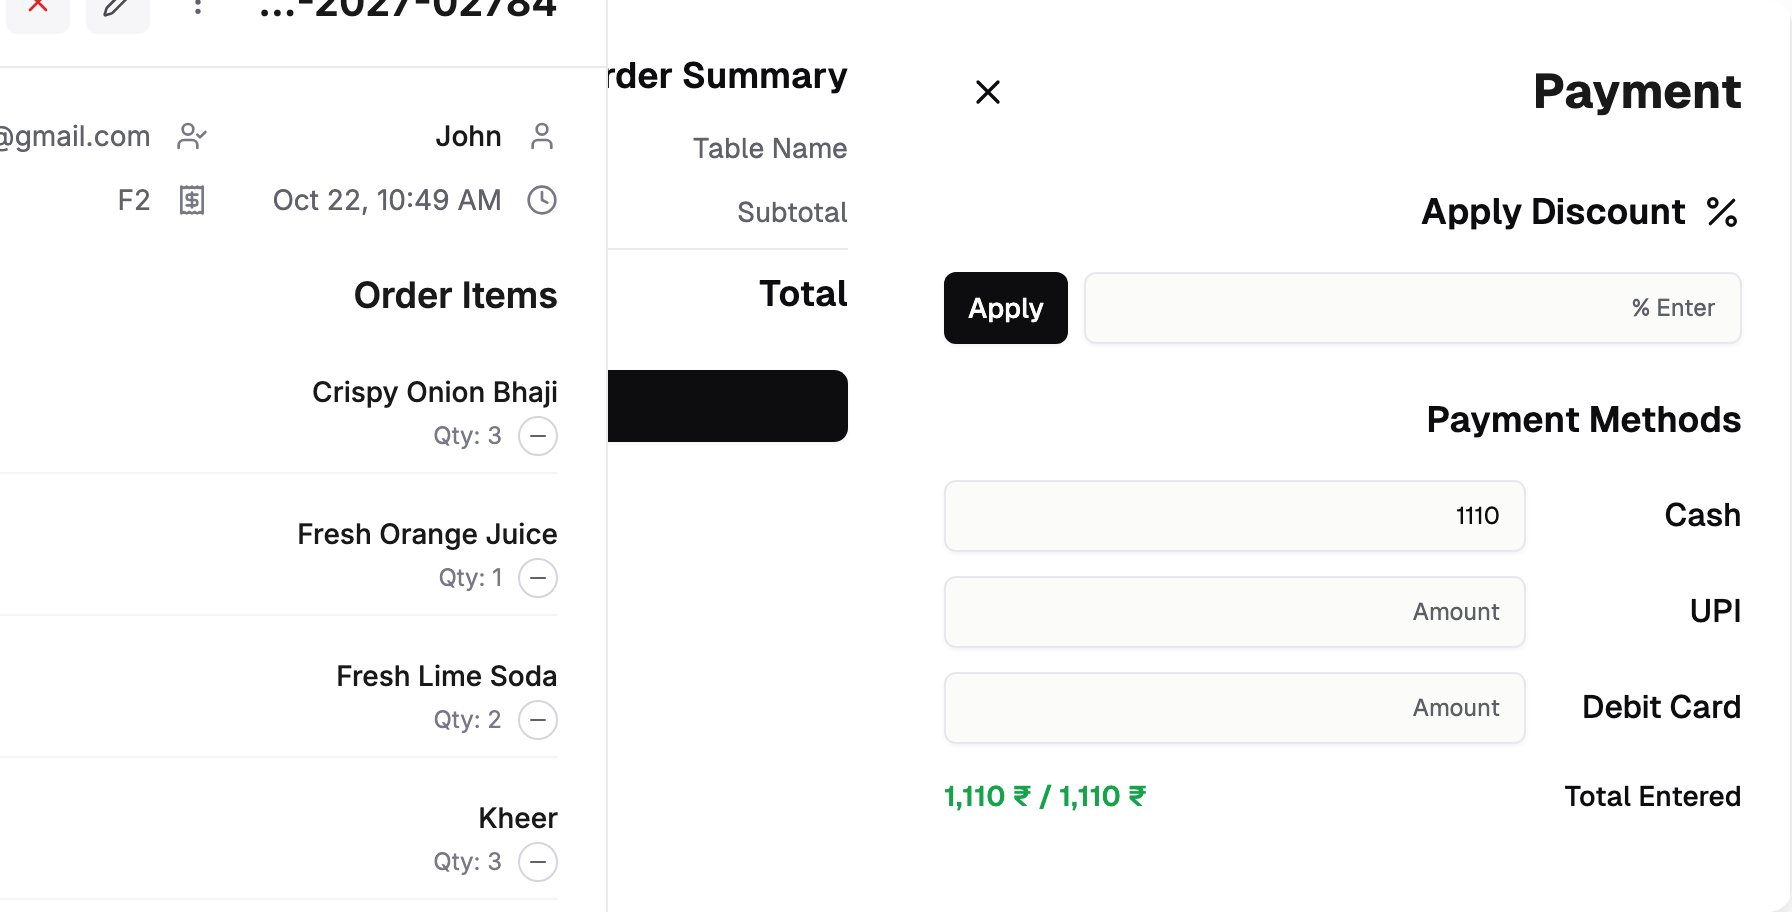 ...-2027-02784
@gmail.com
John
F2
Oct 22, 10:49 AM
Order Items
Crispy Onion Bhaji
Qty: 3
Fresh Orange Juice
Qty: 1
Fresh Lime Soda
Qty: 2
Kheer
Qty: 3
rder Summary
Table Name
Subtotal
Total
Payment
Apply Discount %
Apply
% Enter
Payment Methods
Cash
1110
UPI
Amount
Debit Card
Amount
Total Entered
1,110 ₹ / 1,110 ₹